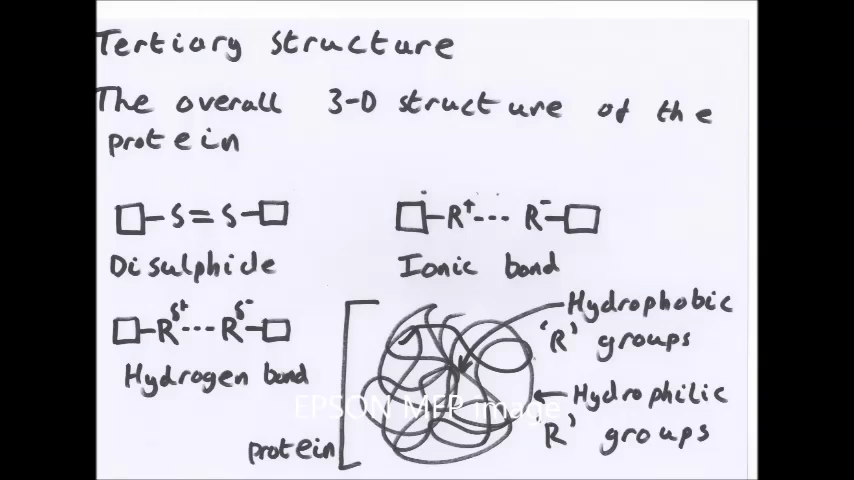 Tertiary structure
The overall 3-D structure of the
protein
S=S
Disulphide
R⁺--- R⁻
Ionic bond
Rδ⁺--- Rδ⁻
Hydrogen bond
Hydrophobic
'R' groups
Hydrophilic
'R' groups
protein
EPSON MFP image